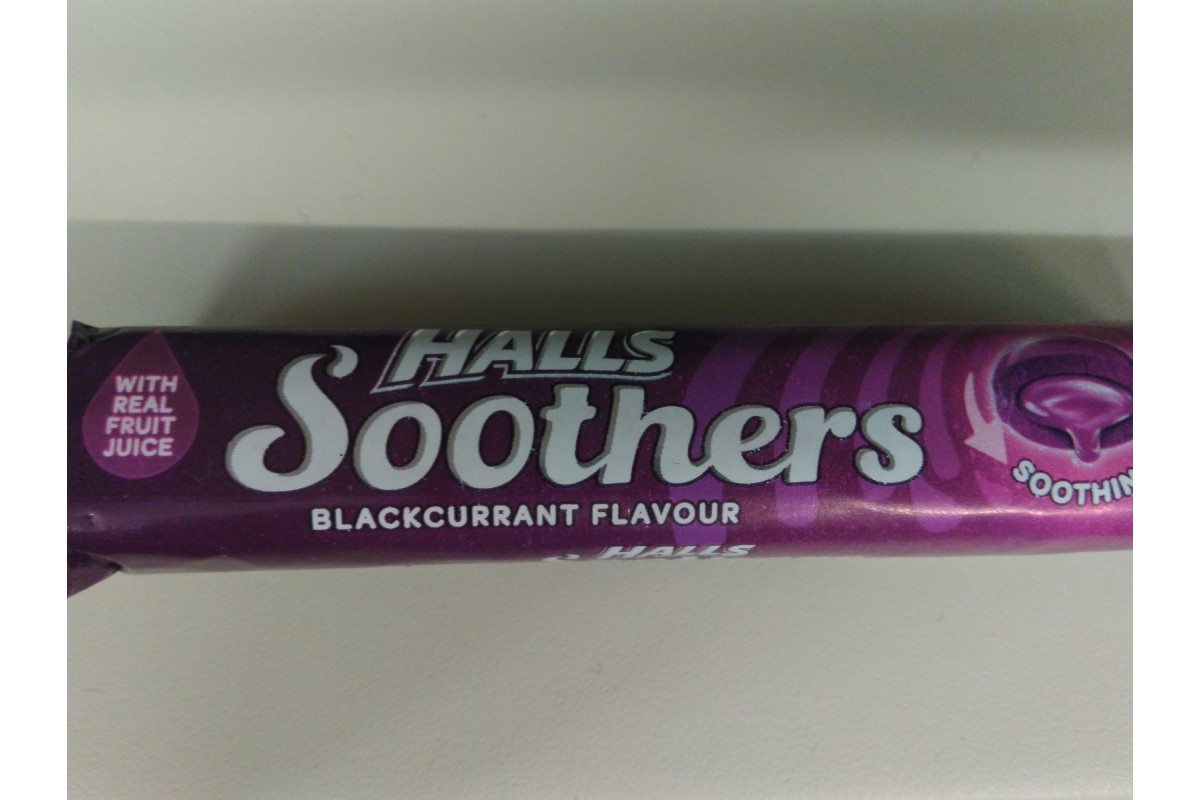 WITH
REAL
FRUIT
JUICE
HALLS
Soothers
BLACKCURRANT FLAVOUR
HALLS